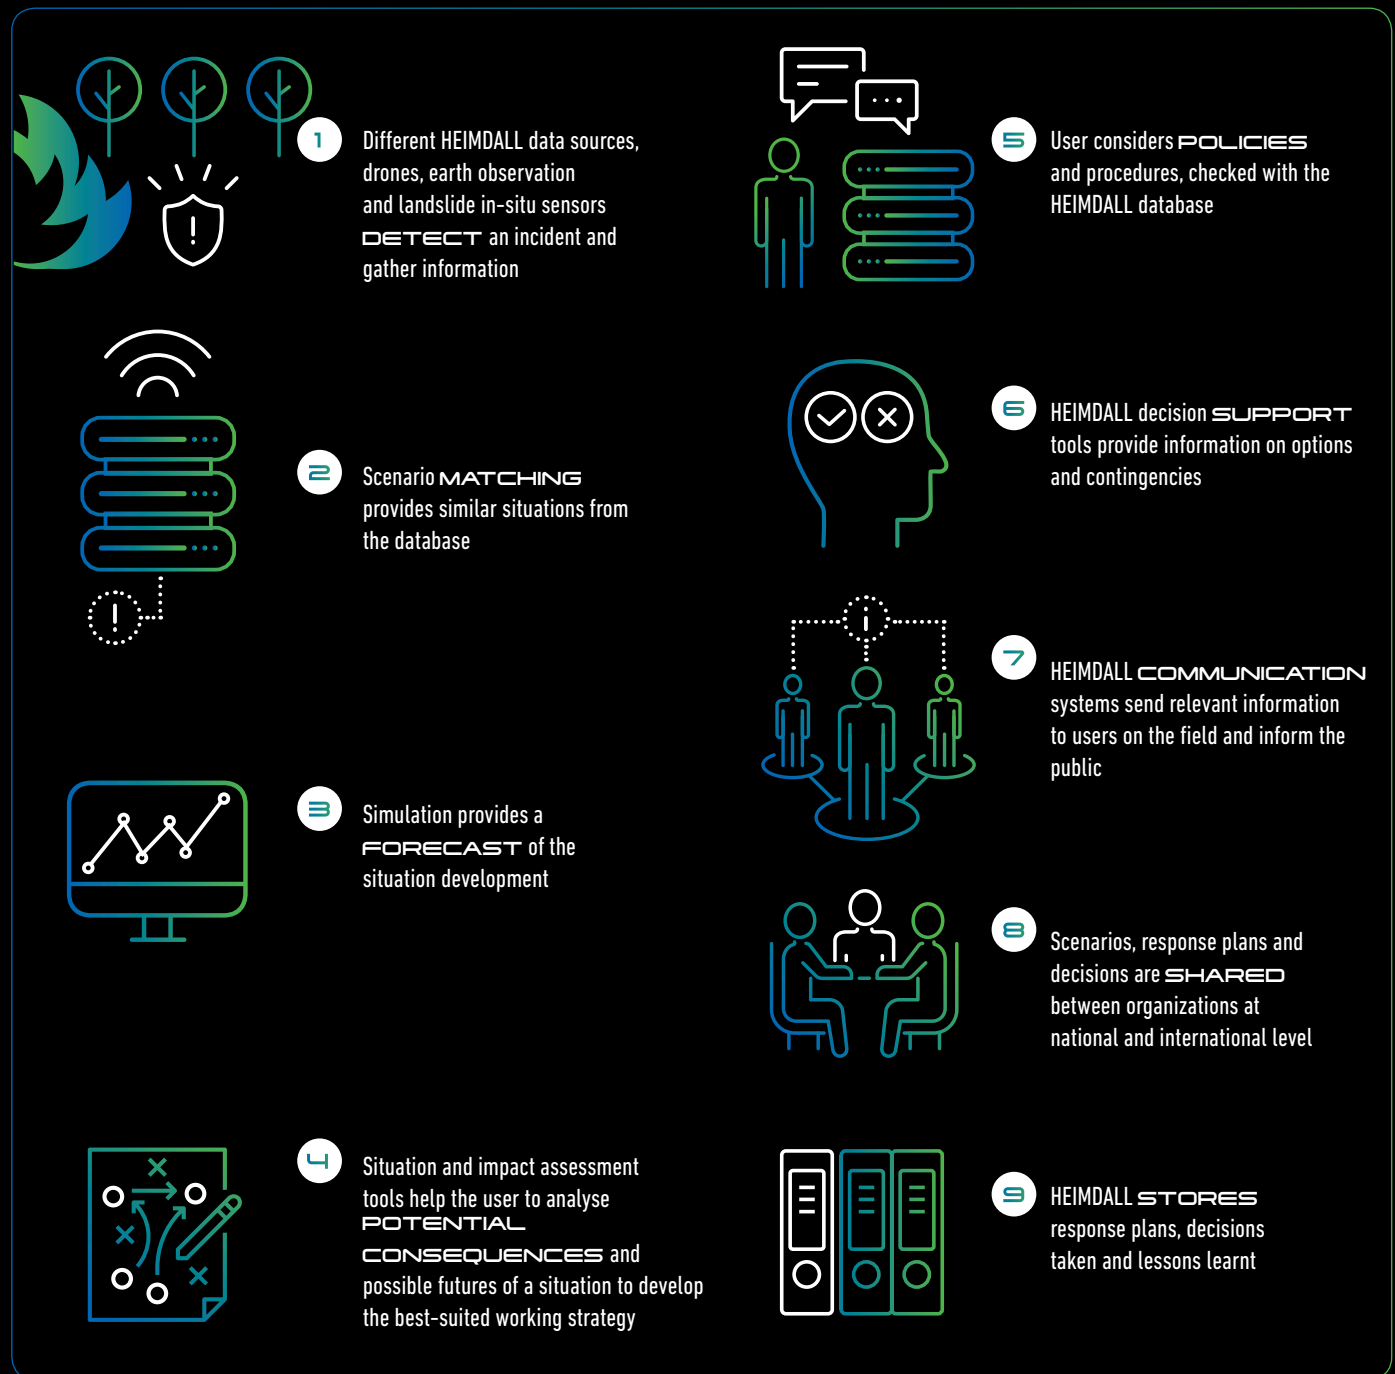 1
Different HEIMDALL data sources,
drones, earth observation
and landslide in-situ sensors
DETECT an incident and
gather information
2
Scenario MATCHING
provides similar situations from
the database
3
Simulation provides a
FORECAST of the
situation development
4
Situation and impact assessment
tools help the user to analyse
POTENTIAL
CONSEQUENCES and
possible futures of a situation to develop
the best-suited working strategy
5
User considers POLICIES
and procedures, checked with the
HEIMDALL database
6
HEIMDALL decision SUPPORT
tools provide information on options
and contingencies
7
HEIMDALL COMMUNICATION
systems send relevant information
to users on the field and inform the
public
8
Scenarios, response plans and
decisions are SHARED
between organizations at
national and international level
9
HEIMDALL STORES
response plans, decisions
taken and lessons learnt